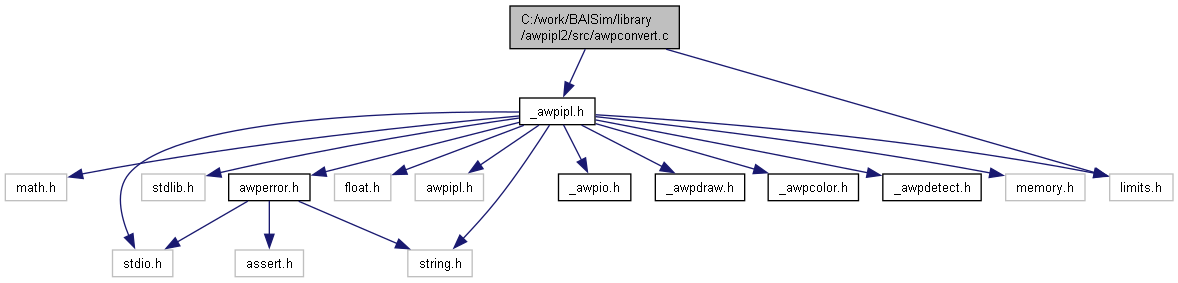 C:/work/BAISim/library
/awpipl2/src/awpconvert.c
_awpipl.h
math.h
stdlib.h
awperror.h
float.h
awpipl.h
_awpio.h
_awpdraw.h
_awpcolor.h
_awpdetect.h
memory.h
limits.h
stdio.h
assert.h
string.h